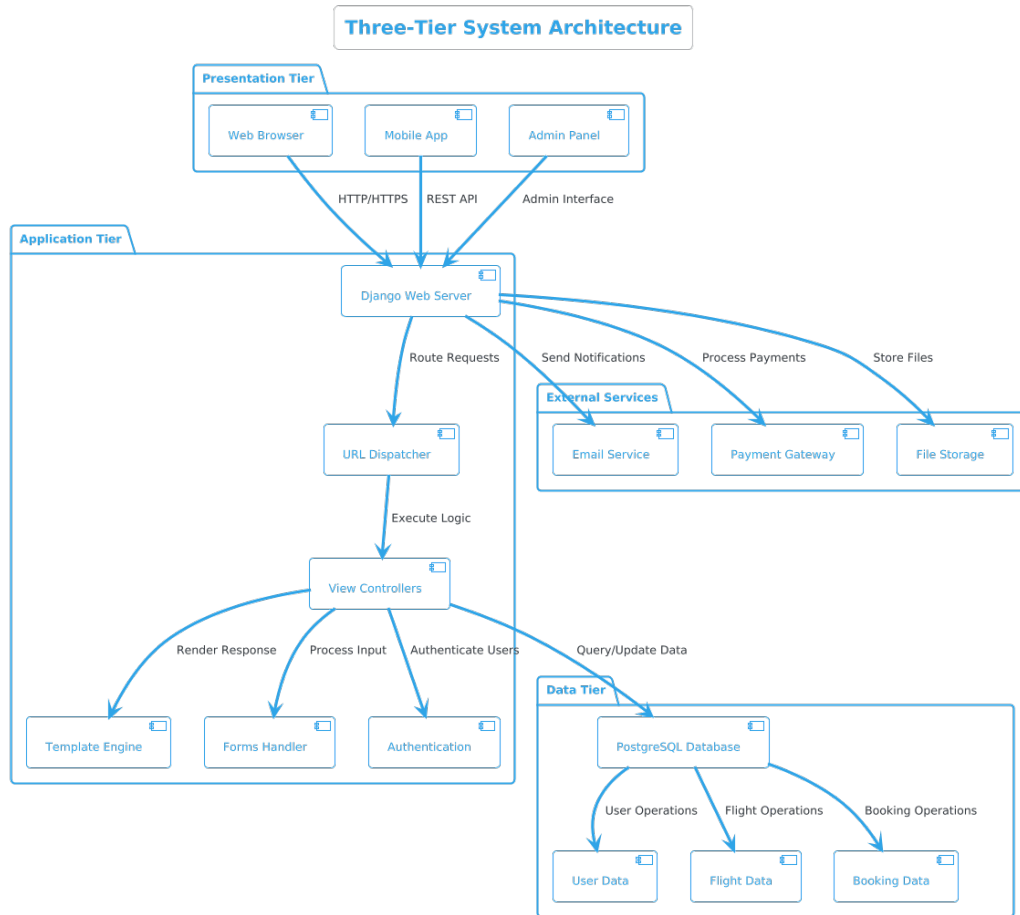 Three-Tier System Architecture
Presentation Tier
Web Browser
Mobile App
Admin Panel
HTTP/HTTPS
REST API
Admin Interface
Application Tier
Django Web Server
Route Requests
Send Notifications
Process Payments
Store Files
External Services
URL Dispatcher
Email Service
Payment Gateway
File Storage
Execute Logic
View Controllers
Render Response
Process Input
Authenticate Users
Query/Update Data
Data Tier
Template Engine
Forms Handler
Authentication
PostgreSQL Database
User Operations
Flight Operations
Booking Operations
User Data
Flight Data
Booking Data